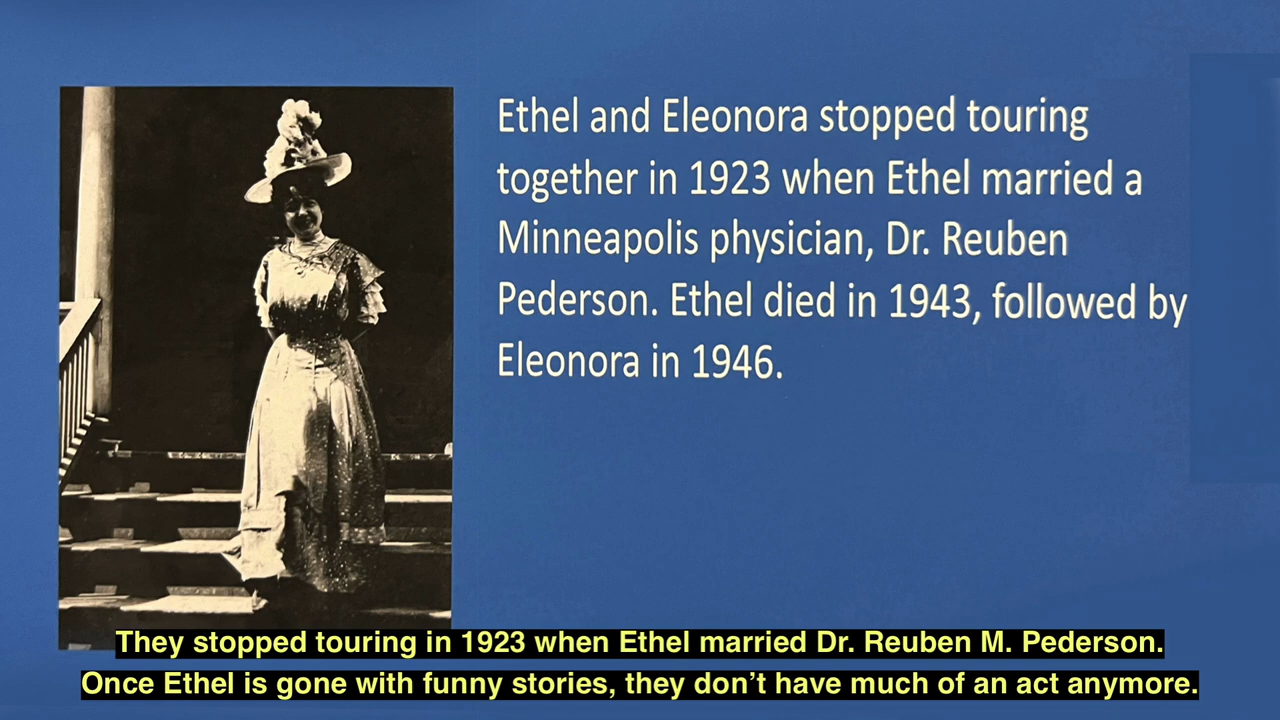 Ethel and Eleonora stopped touring
together in 1923 when Ethel married a
Minneapolis physician, Dr. Reuben
Pederson. Ethel died in 1943, followed by
Eleonora in 1946.
They stopped touring in 1923 when Ethel married Dr. Reuben M. Pederson.
Once Ethel is gone with funny stories, they don’t have much of an act anymore.